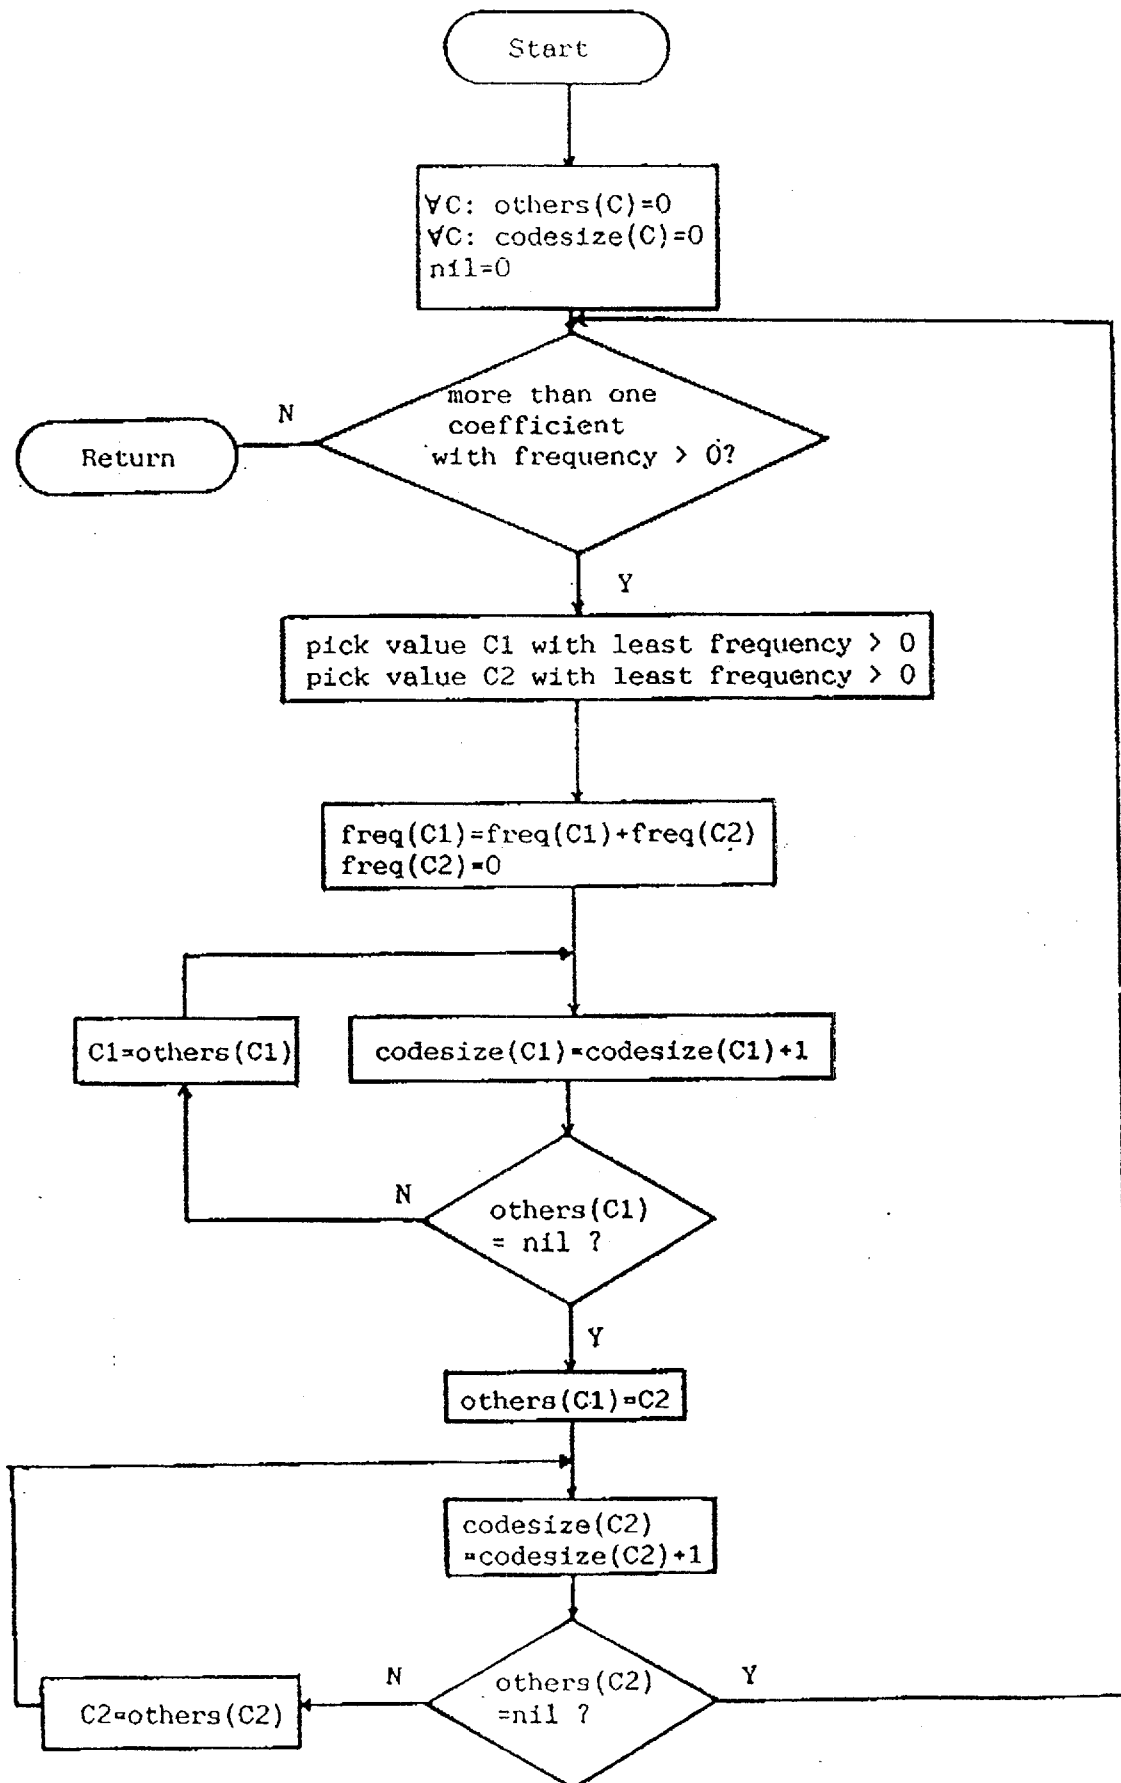 Start
∀C: others(C)=0
∀C: codesize(C)=0
nil=0
more than one
coefficient
with frequency > 0?
N
Return
Y
pick value C1 with least frequency > 0
pick value C2 with least frequency > 0
freq(C1)=freq(C1)+freq(C2)
freq(C2)=0
C1=others(C1)
codesize(C1)=codesize(C1)+1
N
others(C1)
= nil ?
Y
others(C1)=C2
codesize(C2)
=codesize(C2)+1
N
others(C2)
=nil ?
Y
C2=others(C2)